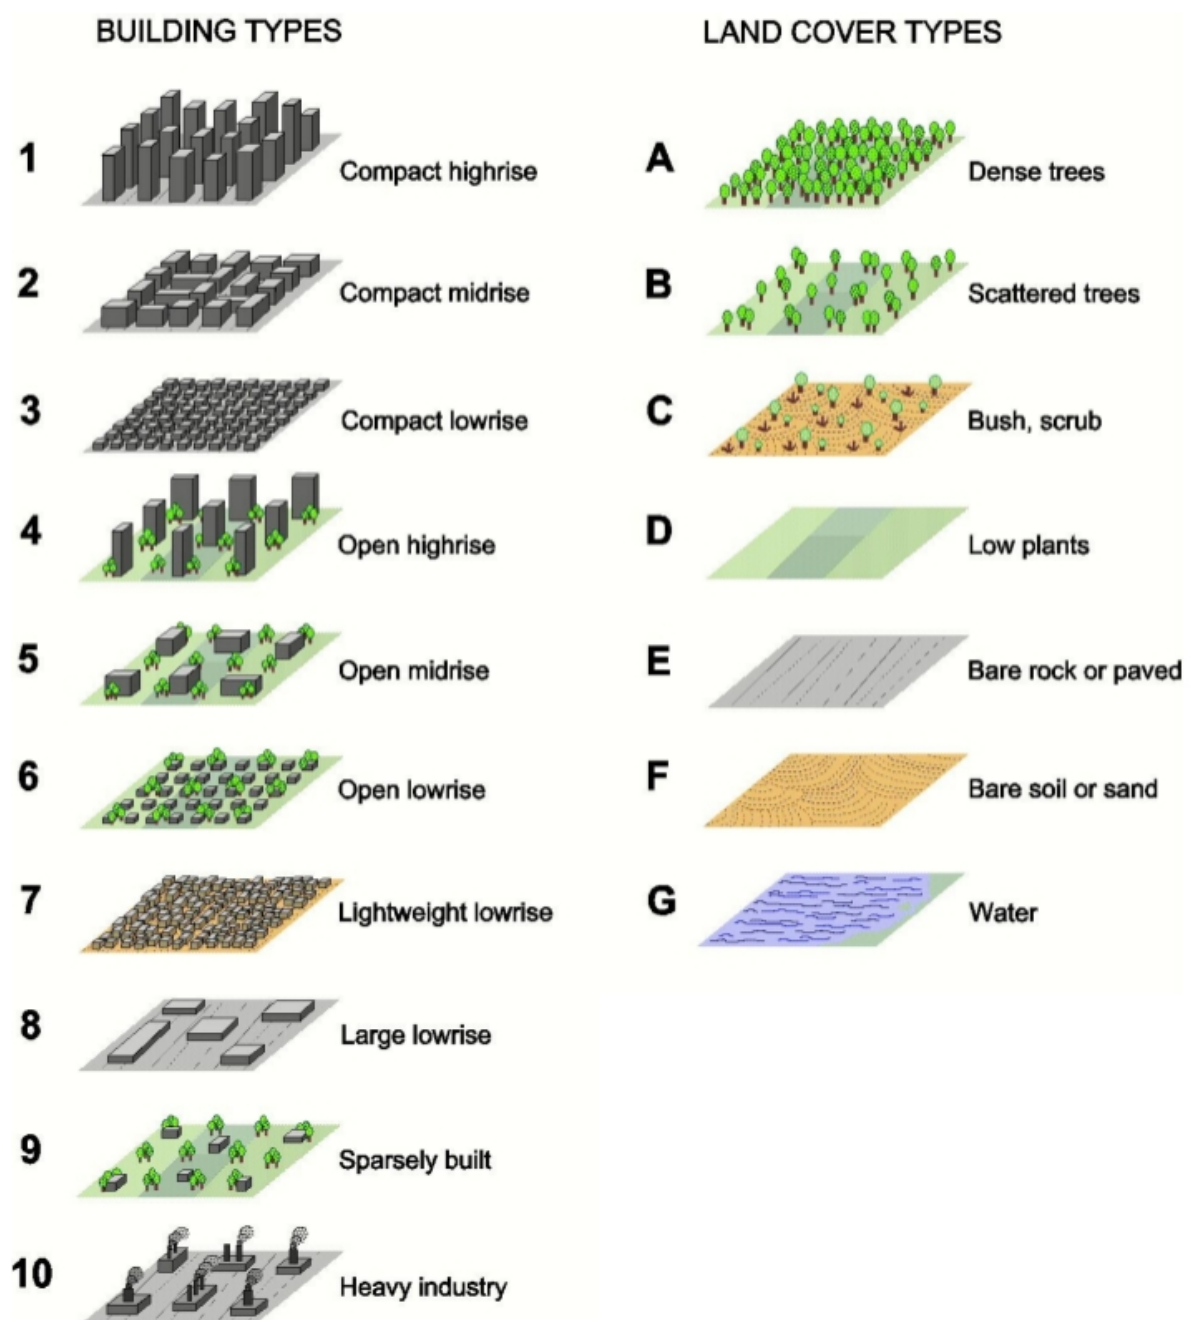 BUILDING TYPES
1
Compact highrise
2
Compact midrise
3
Compact lowrise
4
Open highrise
5
Open midrise
6
Open lowrise
7
Lightweight lowrise
8
Large lowrise
9
Sparsely built
10
Heavy industry
LAND COVER TYPES
A
Dense trees
B
Scattered trees
C
Bush, scrub
D
Low plants
E
Bare rock or paved
F
Bare soil or sand
G
Water